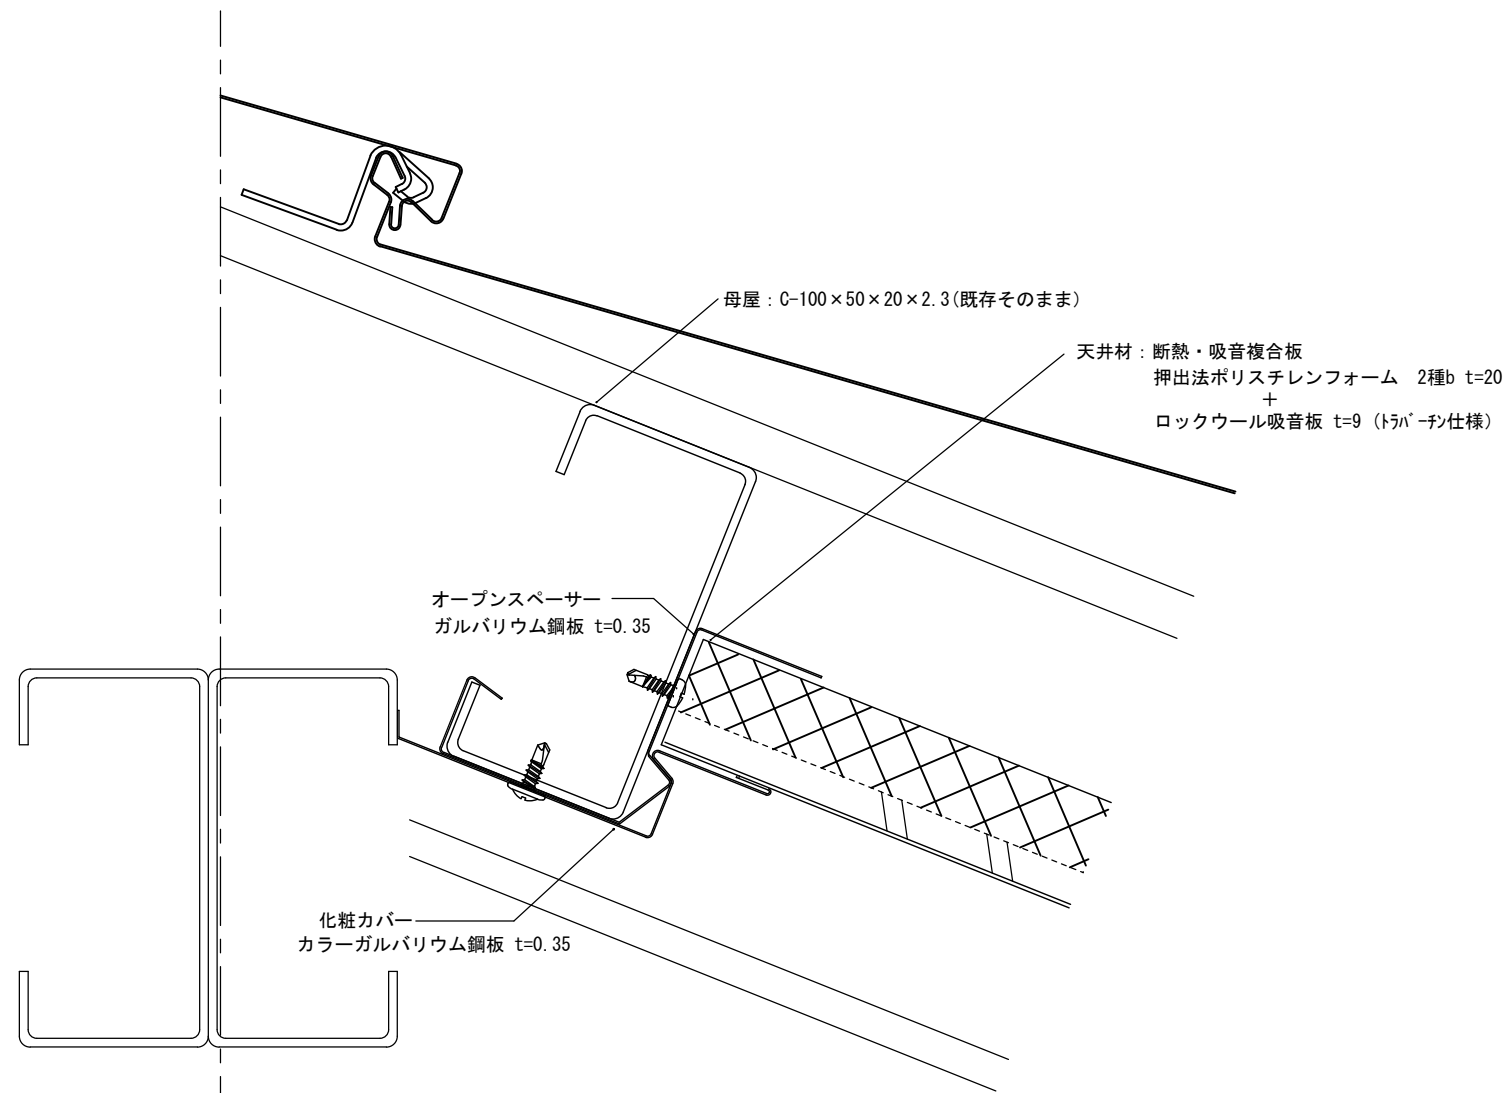 母屋：C-100×50×20×2.3(既存そのまま)
天井材：断熱・吸音複合板
押出法ポリスチレンフォーム　2種b t=20
+
ロックウール吸音板 t=9 (ﾄﾗﾊﾞｰﾁﾝ仕様)
オープンスペーサー
ガルバリウム鋼板 t=0.35
化粧カバー
カラーガルバリウム鋼板 t=0.35